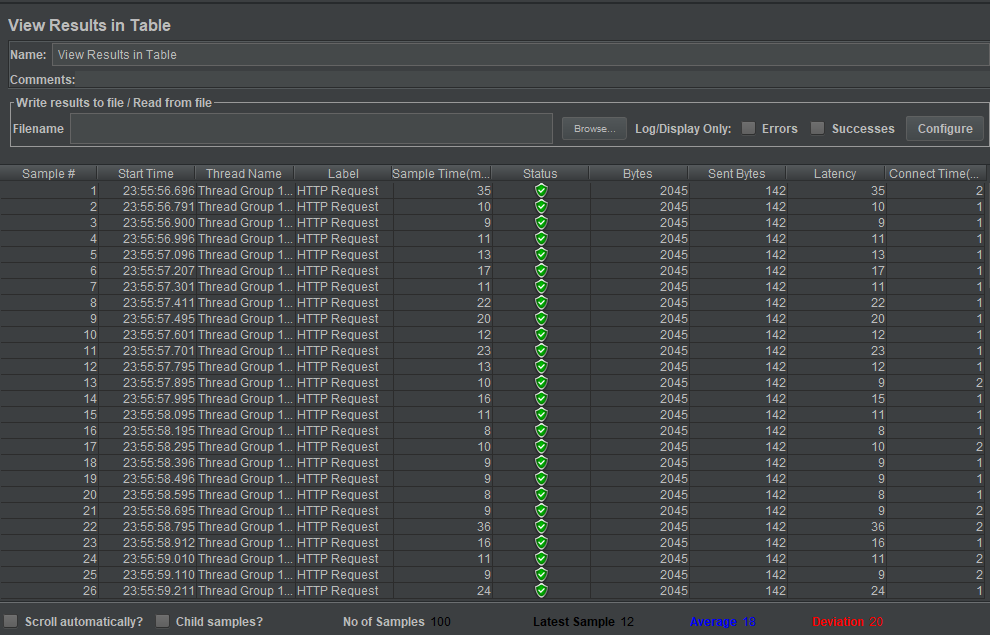 View Results in Table
Name: View Results in Table
Comments:
Write results to file / Read from file
Filename Browse... Log/Display Only: Errors Successes Configure
Sample # Start Time Thread Name Label Sample Time(m... Status Bytes Sent Bytes Latency Connect Time(...
1 23:55:56.696 Thread Group 1... HTTP Request 35 2045 142 35 2
2 23:55:56.791 Thread Group 1... HTTP Request 10 2045 142 10 1
3 23:55:56.900 Thread Group 1... HTTP Request 9 2045 142 9 1
4 23:55:56.996 Thread Group 1... HTTP Request 11 2045 142 11 1
5 23:55:57.096 Thread Group 1... HTTP Request 13 2045 142 13 1
6 23:55:57.207 Thread Group 1... HTTP Request 17 2045 142 17 1
7 23:55:57.301 Thread Group 1... HTTP Request 11 2045 142 11 1
8 23:55:57.411 Thread Group 1... HTTP Request 22 2045 142 22 1
9 23:55:57.495 Thread Group 1... HTTP Request 20 2045 142 20 1
10 23:55:57.601 Thread Group 1... HTTP Request 12 2045 142 12 1
11 23:55:57.701 Thread Group 1... HTTP Request 23 2045 142 23 1
12 23:55:57.795 Thread Group 1... HTTP Request 13 2045 142 12 1
13 23:55:57.895 Thread Group 1... HTTP Request 10 2045 142 9 2
14 23:55:57.995 Thread Group 1... HTTP Request 16 2045 142 15 1
15 23:55:58.095 Thread Group 1... HTTP Request 11 2045 142 11 1
16 23:55:58.195 Thread Group 1... HTTP Request 8 2045 142 8 1
17 23:55:58.295 Thread Group 1... HTTP Request 10 2045 142 10 2
18 23:55:58.396 Thread Group 1... HTTP Request 9 2045 142 9 1
19 23:55:58.496 Thread Group 1... HTTP Request 9 2045 142 9 1
20 23:55:58.595 Thread Group 1... HTTP Request 8 2045 142 8 1
21 23:55:58.695 Thread Group 1... HTTP Request 9 2045 142 9 2
22 23:55:58.795 Thread Group 1... HTTP Request 36 2045 142 36 2
23 23:55:58.912 Thread Group 1... HTTP Request 16 2045 142 16 1
24 23:55:59.010 Thread Group 1... HTTP Request 11 2045 142 11 2
25 23:55:59.110 Thread Group 1... HTTP Request 9 2045 142 9 2
26 23:55:59.211 Thread Group 1... HTTP Request 24 2045 142 24 1
Scroll automatically? Child samples? No of Samples 100 Latest Sample 12 Average 18 Deviation 20